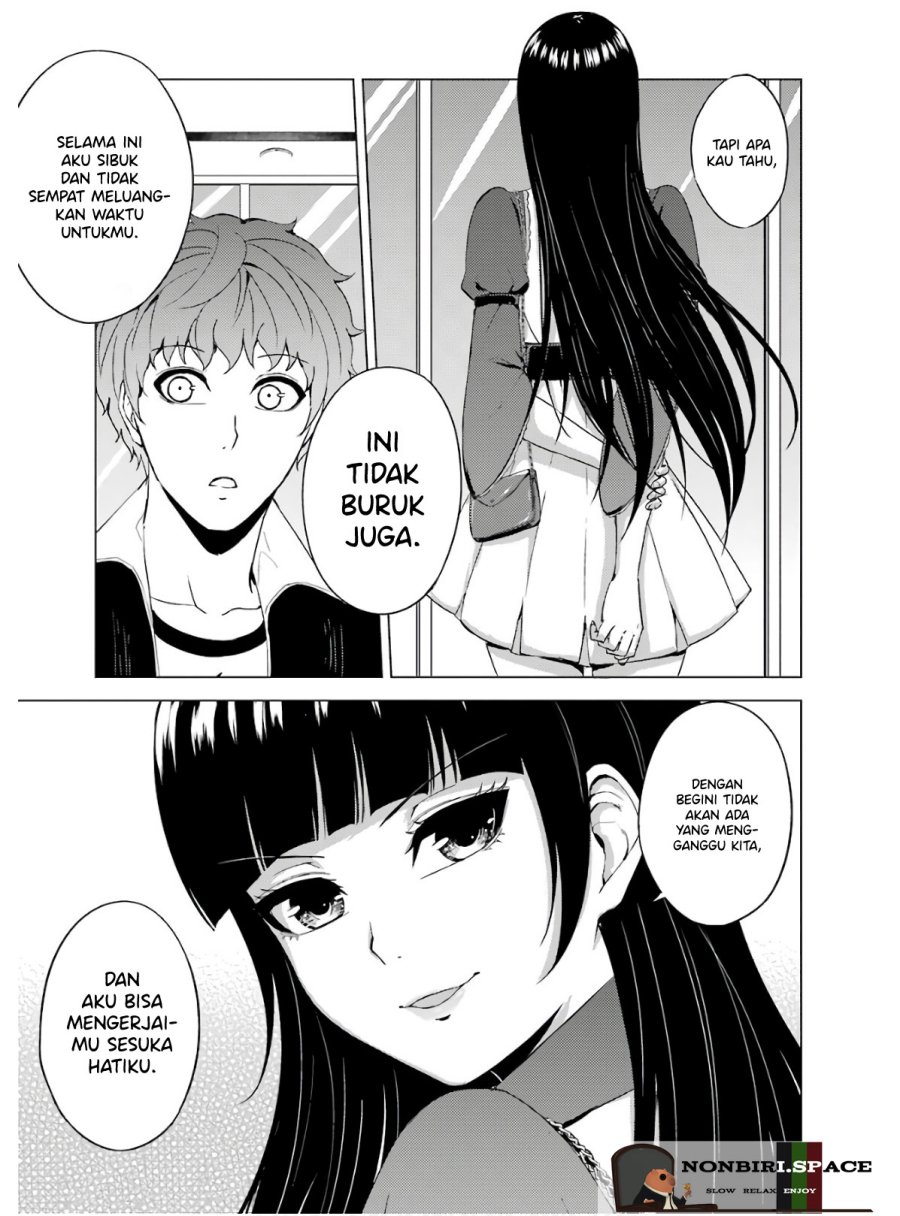 TAPI APA
KAU TAHU,
INI
TIDAK
BURUK
JUGA.
SELAMA INI
AKU SIBUK
DAN TIDAK
SEMPAT MELUANG-
KAN WAKTU
UNTUKMU.
DENGAN
BEGINI TIDAK
AKAN ADA
YANG MENG-
GANGGU KITA,
DAN
AKU BISA
MENGERJAI-
MU SESUKA
HATIKU.
NONBIRI.SPACE
SLOW RELAX ENJOY